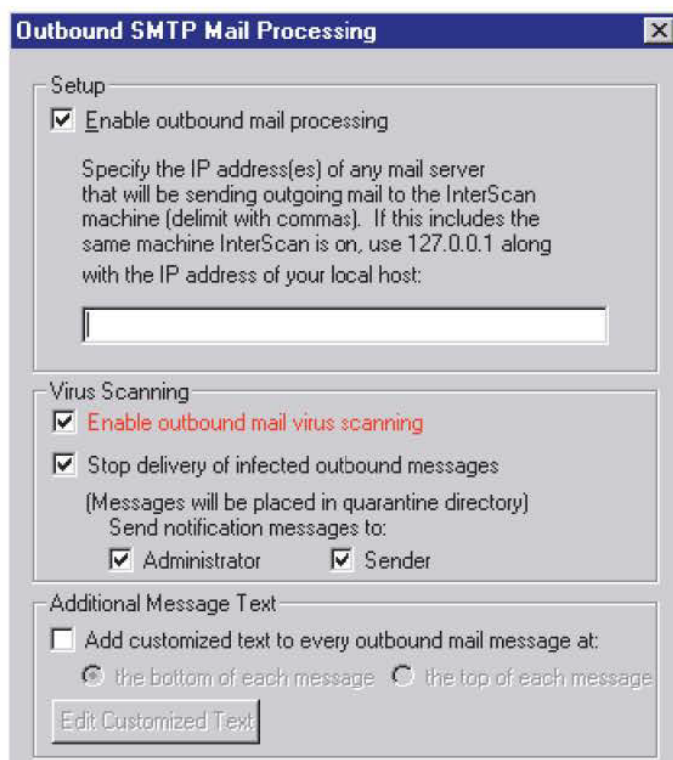 Outbound SMTP Mail Processing
Setup
Enable outbound mail processing
Specify the IP address(es) of any mail server
that will be sending outgoing mail to the InterScan
machine (delimit with commas). If this includes the
same machine InterScan is on, use 127.0.0.1 along
with the IP address of your local host:
Virus Scanning
Enable outbound mail virus scanning
Stop delivery of infected outbound messages
(Messages will be placed in quarantine directory)
Send notification messages to:
Administrator Sender
Additional Message Text
Add customized text to every outbound mail message at:
the bottom of each message the top of each message
Edit Customized Text